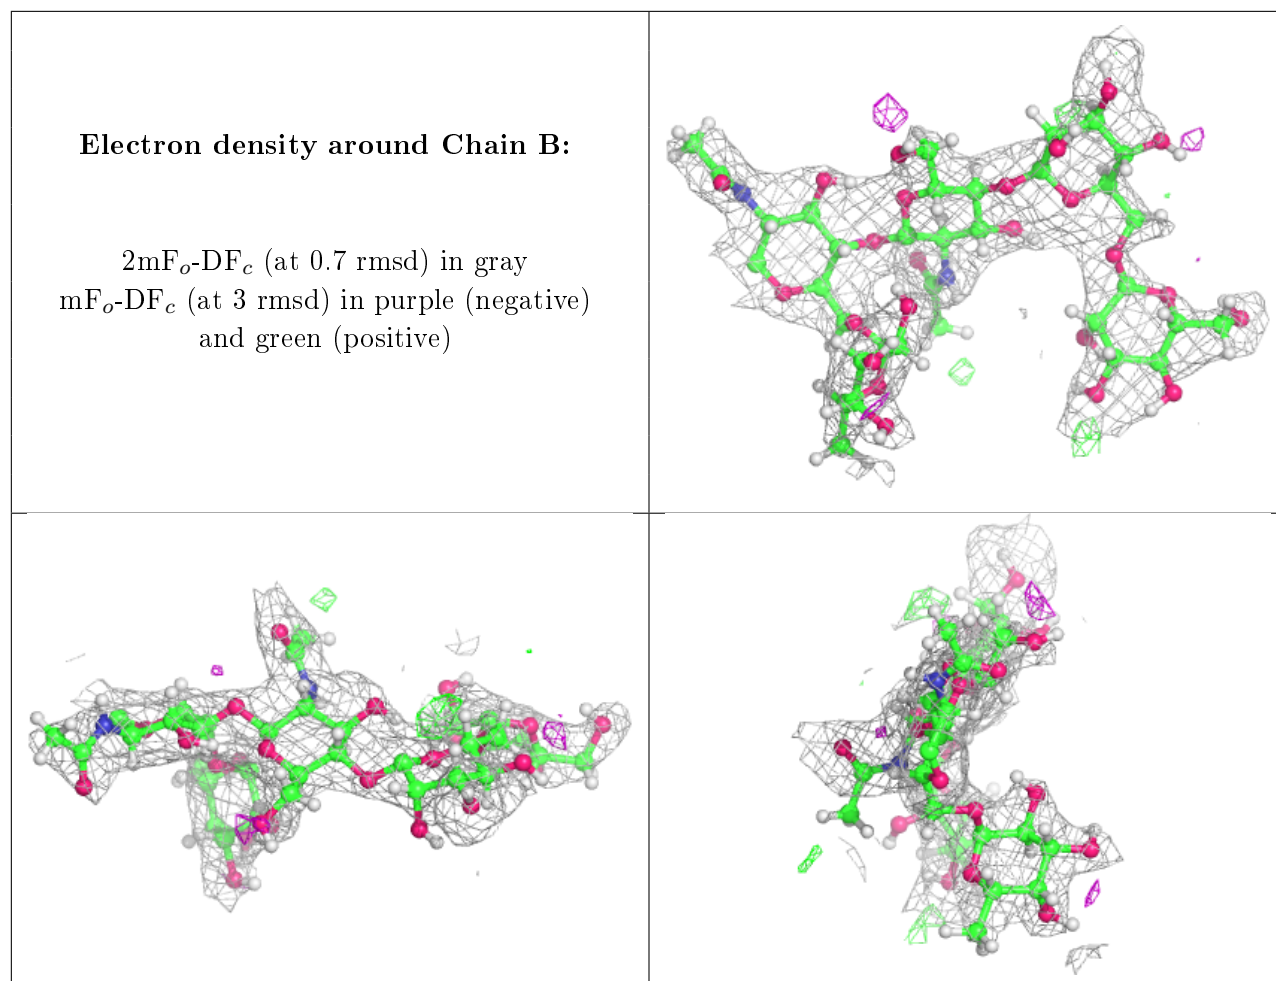 Electron density around Chain B:
2mFₒ-DF𝒸 (at 0.7 rmsd) in gray
mFₒ-DF𝒸 (at 3 rmsd) in purple (negative)
and green (positive)